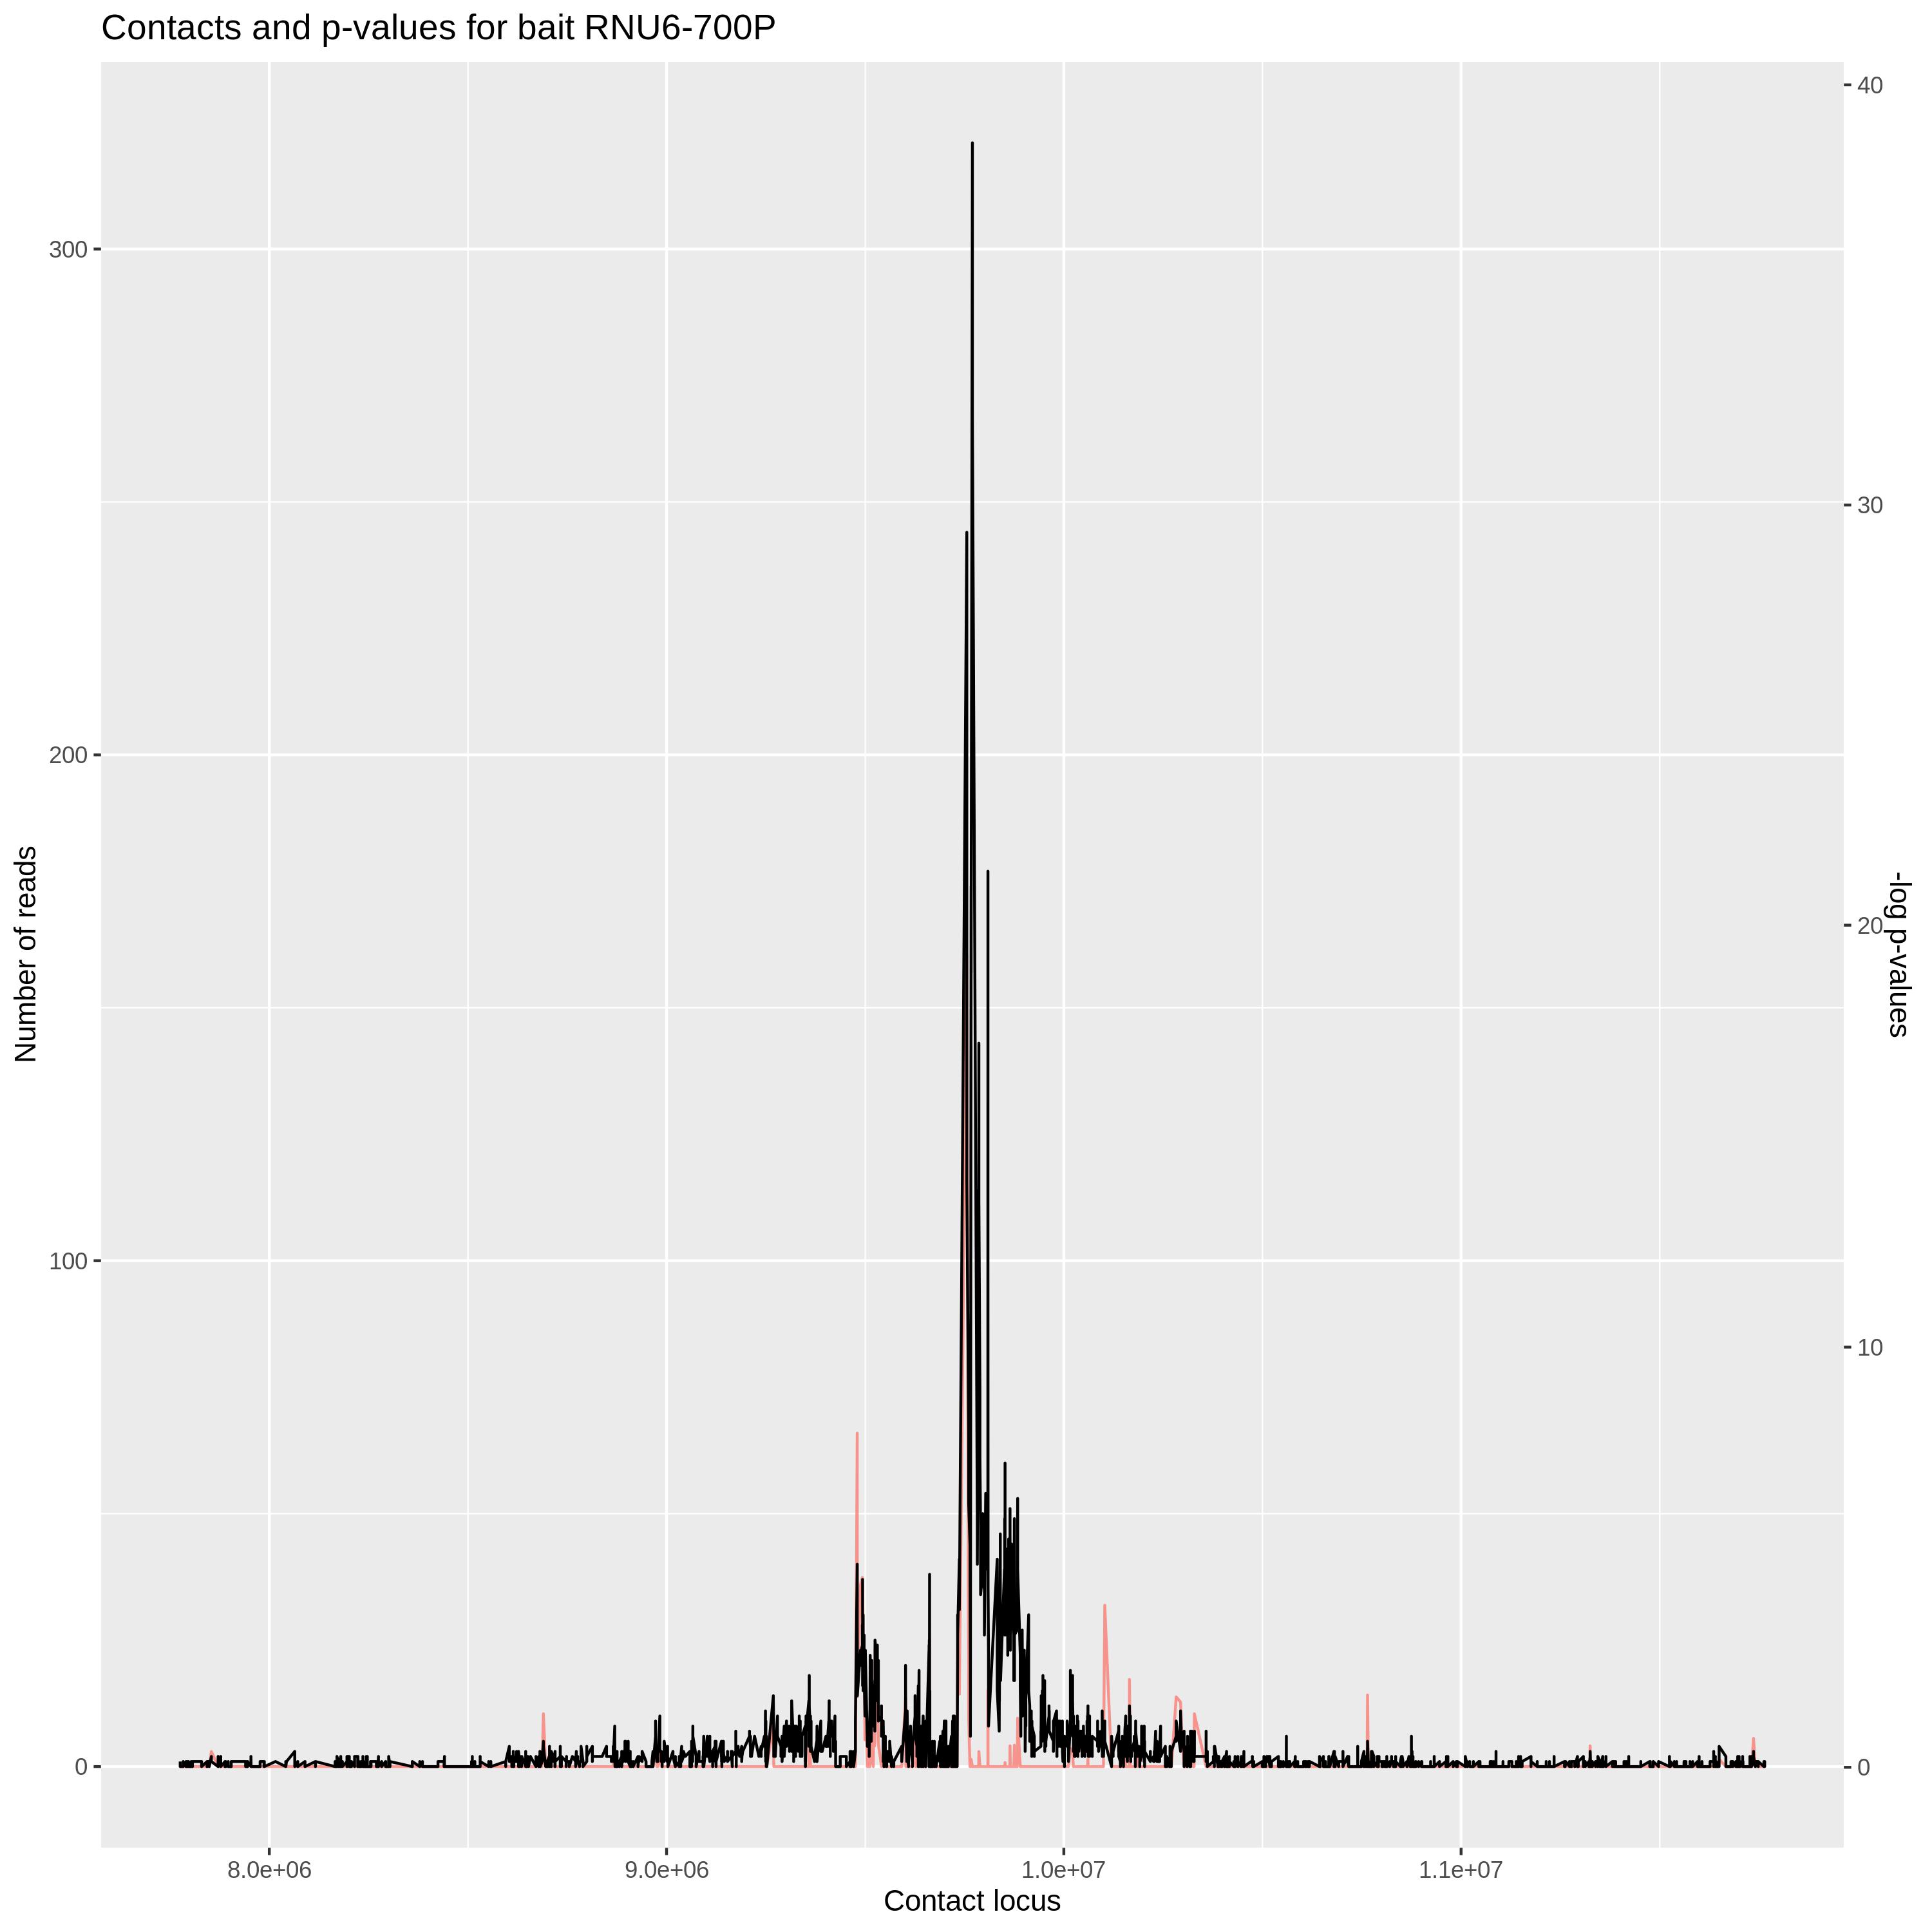 Contacts and p-values for bait RNU6-700P
Number of reads
300
200
100
0
40
30
20
10
0
-log p-values
8.0e+06
9.0e+06
1.0e+07
1.1e+07
Contact locus